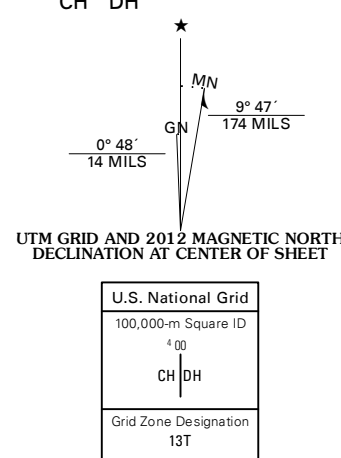 CH DH
★
MN
GN
9° 47´
174 MILS
0° 48´
14 MILS
UTM GRID AND 2012 MAGNETIC NORTH
DECLINATION AT CENTER OF SHEET
U.S. National Grid
100,000-m Square ID
4 00
CH DH
Grid Zone Designation
13T